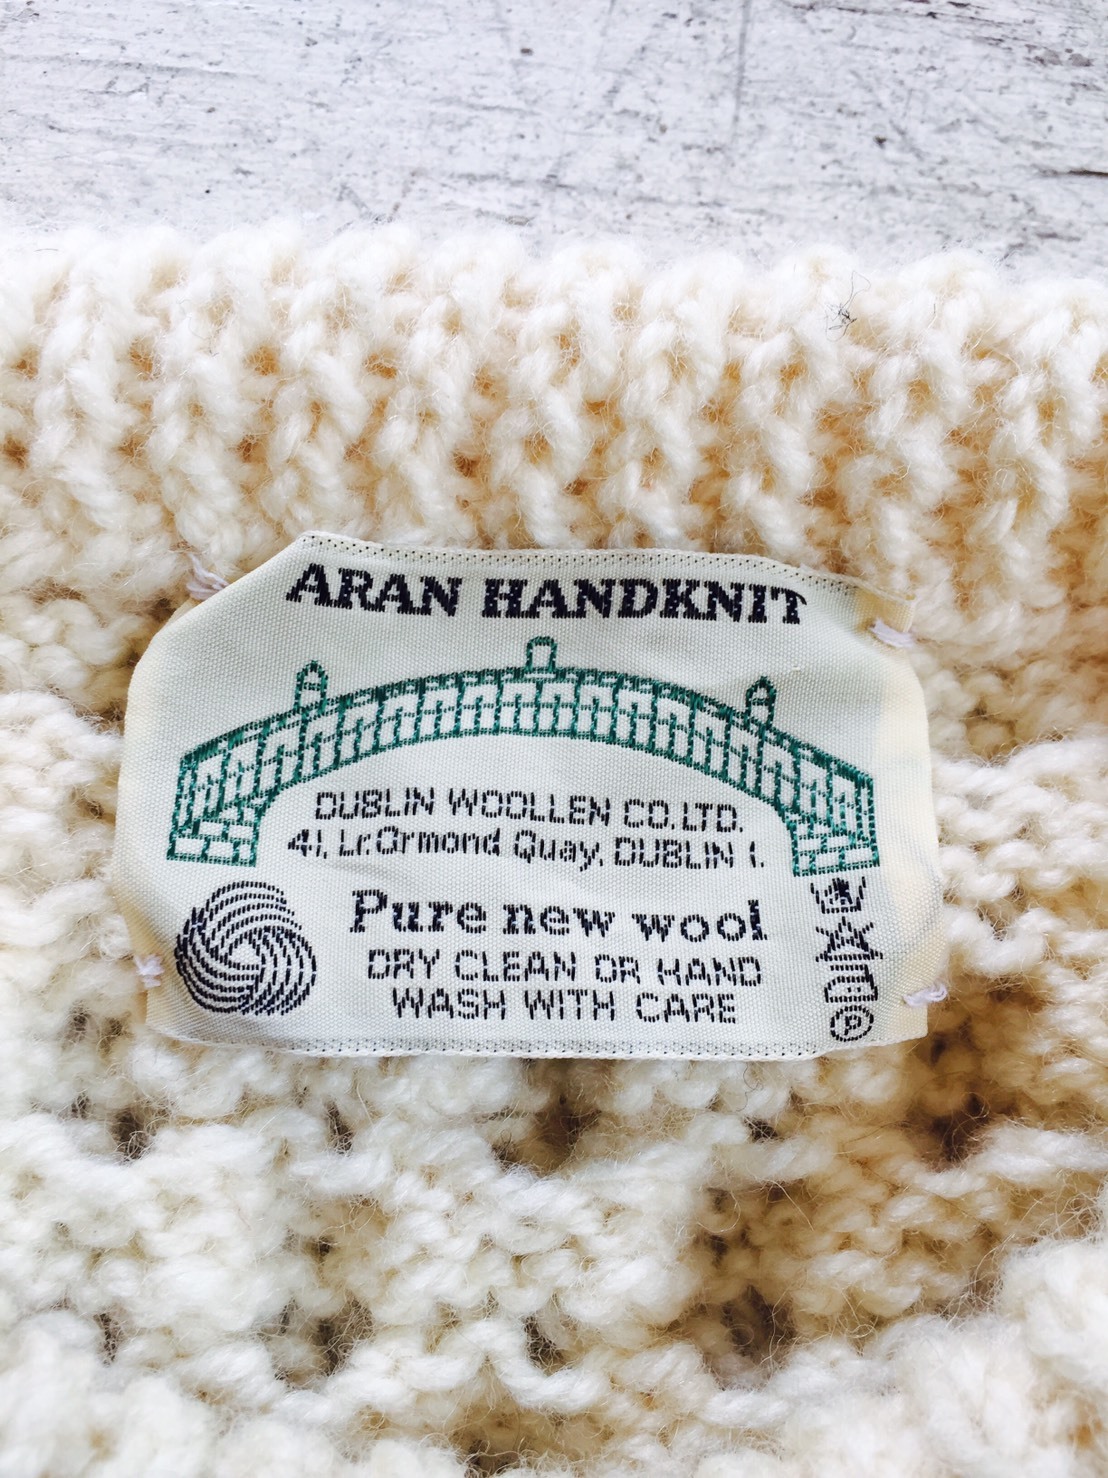 ARAN HANDKNIT
DUBLIN WOOLLEN CO.LTD.
41, Lr.Ormond Quay, DUBLIN 1.
Pure new wool
DRY CLEAN OR HAND
WASH WITH CARE
P